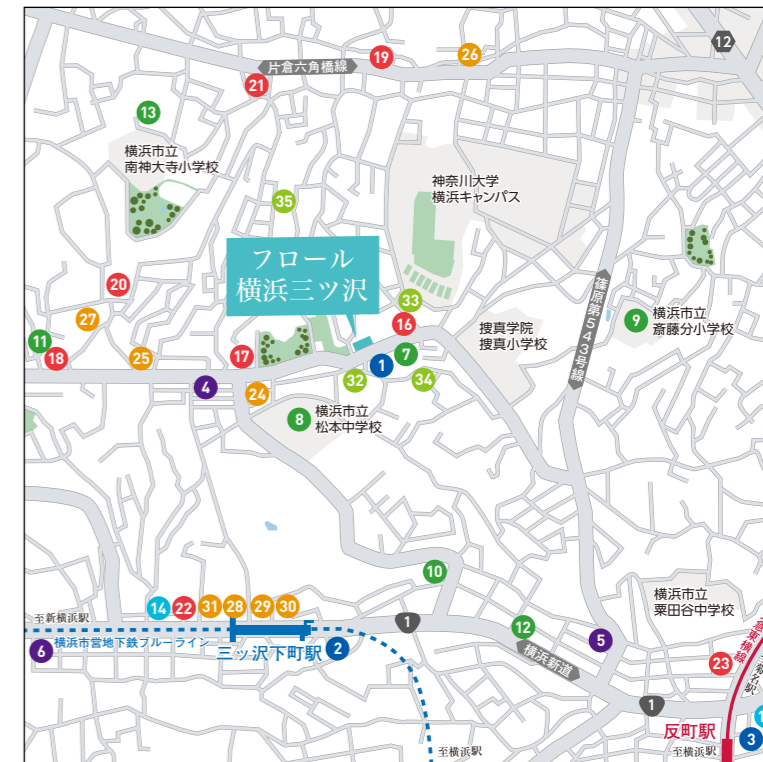 12
19
26
片倉六角橋線
21
13
横浜市立
南神大寺小学校
神奈川大学
横浜キャンパス
35
フロール
横浜三ツ沢
20
33
篠原第543号線
27
16
9
横浜市立
斎藤分小学校
11
18
25
17
1
7
捜真学院
捜真小学校
4
24
32
34
8
横浜市立
松本中学校
10
横浜市立
栗田谷中学校
14
22
31
28
29
30
至新横浜駅
1
12
5
6
横浜市営地下鉄ブルーライン
三ツ沢下町駅
2
横浜新道
23
急東横線
1
反町駅
3
至横浜駅
至横浜駅